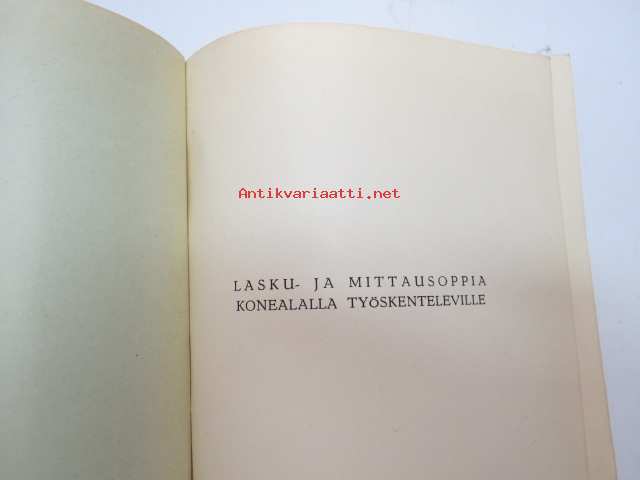 Antikvariaatti.net
LASKU- JA MITTAUSOPPIA
KONEALALLA TYÖSKENTELEVILLE